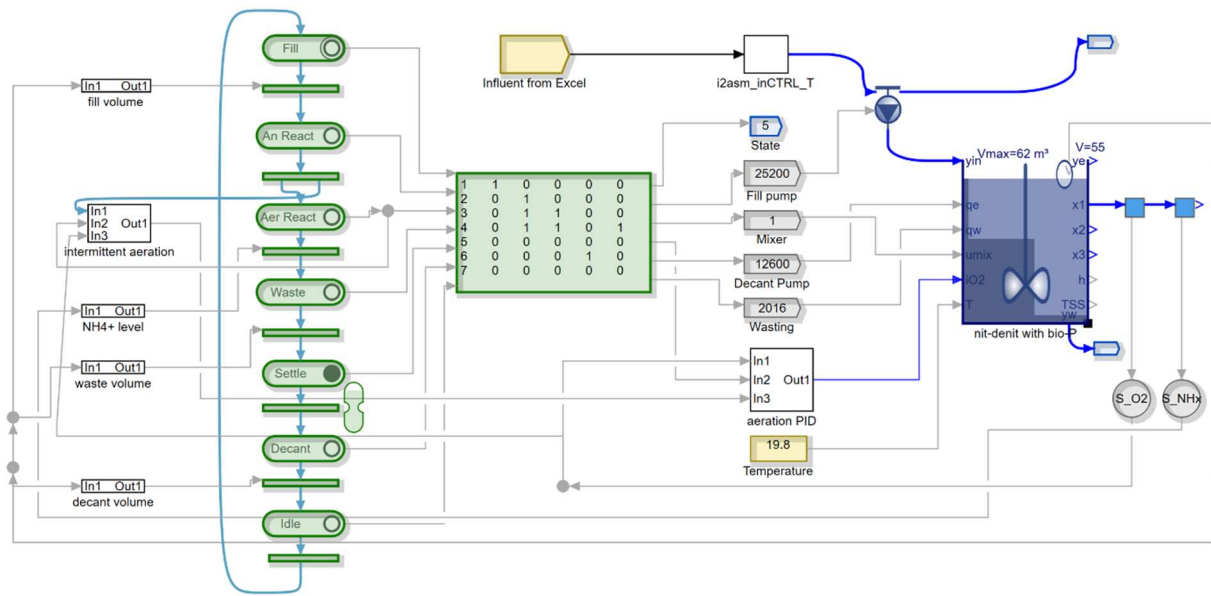 Fill
Influent from Excel
i2asm_inCTRL_T
In1 Out1
fill volume
An React
5
State
Vmax=62 m³
V=55
yin
ye
25200
Fill pump
1 1 0 0 0 0
2 0 1 0 0 0
3 0 1 1 0 0
4 0 1 1 0 1
5 0 0 0 0 0
6 0 0 0 1 0
7 0 0 0 0 0
In1
In2 Out1
In3
intermittent aeration
Aer React
1
Mixer
qe
x1
qw
x2
umix
x3
iO2
h
T
TSS
yw
nit-denit with bio-P
12600
Decant Pump
Waste
2016
Wasting
In1 Out1
NH4+ level
In1 Out1
waste volume
Settle
In1
In2 Out1
In3
aeration PID
S_O2
S_NHx
19.8
Temperature
Decant
In1 Out1
decant volume
Idle